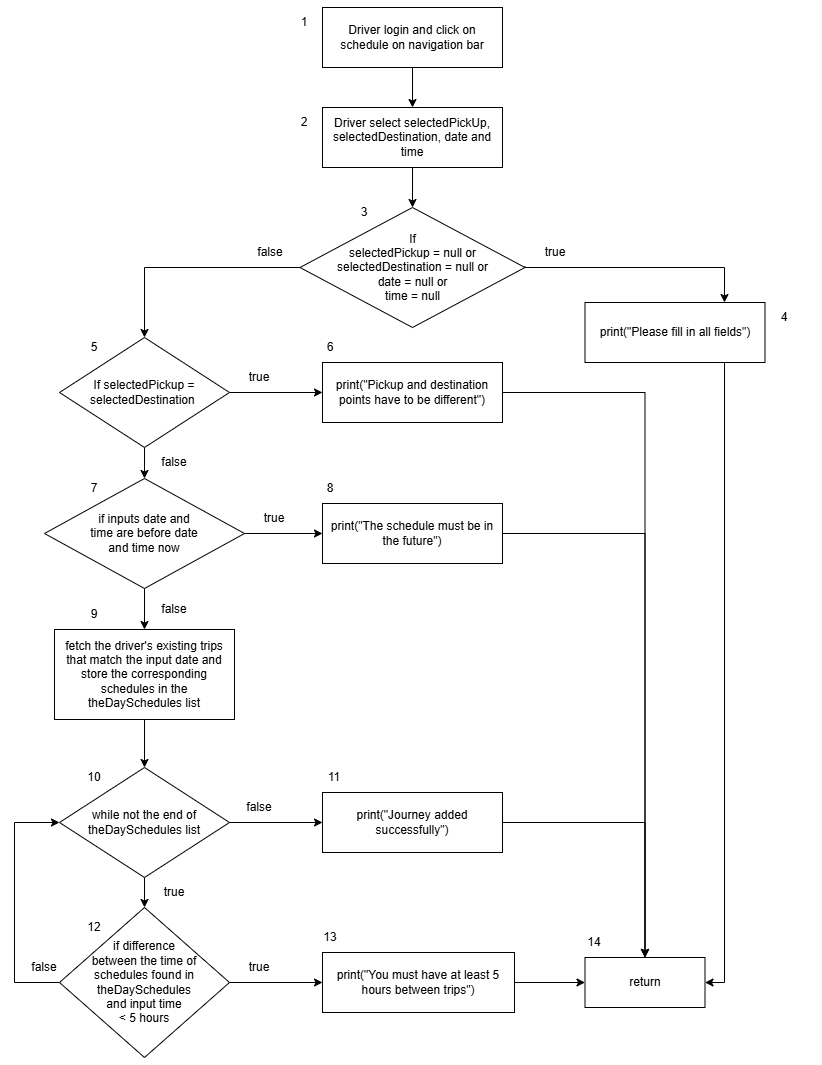 1
Driver login and click on
schedule on navigation bar
2
Driver select selectedPickUp,
selectedDestination, date and
time
3
If
selectedPickup = null or
selectedDestination = null or
date = null or
time = null
false
true
4
print("Please fill in all fields")
5
If selectedPickup =
selectedDestination
true
6
print("Pickup and destination
points have to be different")
false
7
if inputs date and
time are before date
and time now
true
8
print("The schedule must be in
the future")
false
9
fetch the driver's existing trips
that match the input date and
store the corresponding
schedules in the
theDaySchedules list
10
while not the end of
theDaySchedules list
false
11
print("Journey added
successfully")
true
12
if difference
between the time of
schedules found in
theDaySchedules
and input time
< 5 hours
false
true
13
print("You must have at least 5
hours between trips")
14
return